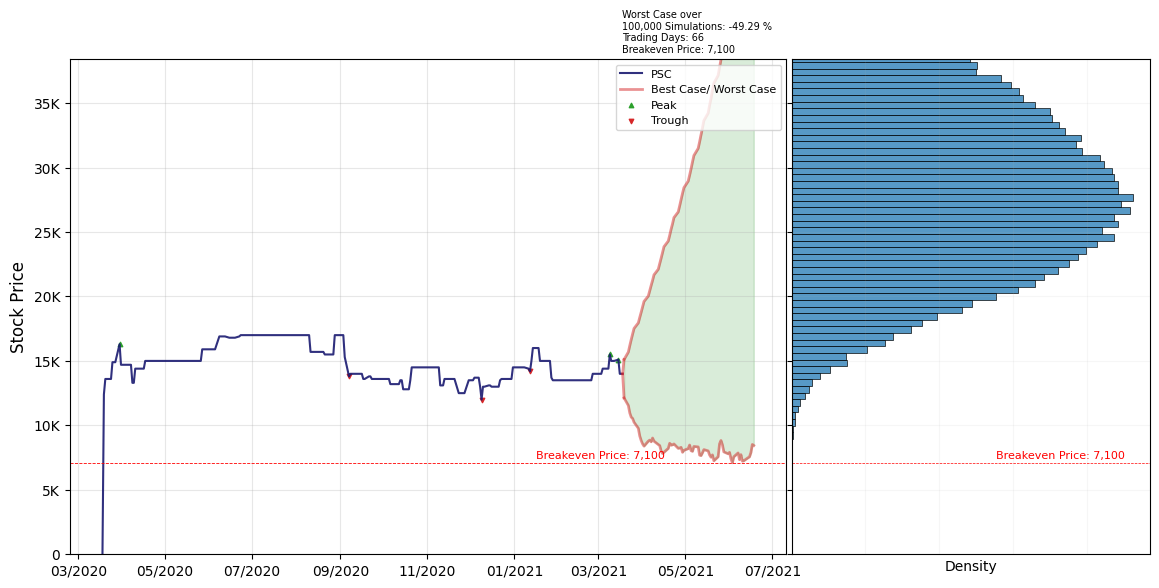 Worst Case over
100,000 Simulations: -49.29 %
Trading Days: 66
Breakeven Price: 7,100
PSC
Best Case/ Worst Case
Peak
Trough
Stock Price
35K
30K
25K
20K
15K
10K
5K
0
Breakeven Price: 7,100
Breakeven Price: 7,100
03/2020 05/2020 07/2020 09/2020 11/2020 01/2021 03/2021 05/2021 07/2021
Density